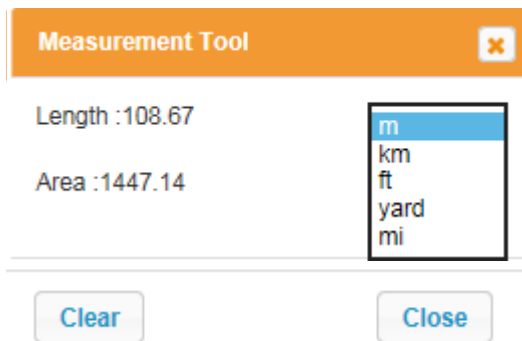 Measurement Tool
Length :108.67
Area :1447.14
m
km
ft
yard
mi
Clear
Close